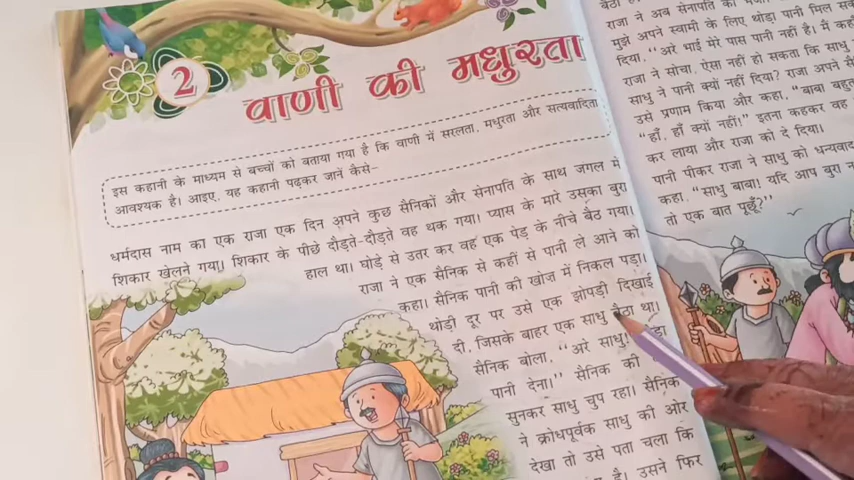 2
वाणी की मधुरता
इस कहानी के माध्यम से बच्चों को बताया गया है कि वाणी में सरलता, मधुरता और सत्यवादिता
आवश्यक है। आइए, यह कहानी पढ़कर जानें कैसे-
धर्मदास नाम का एक राजा एक दिन अपने कुछ सैनिकों और सेनापति के साथ जंगल में
शिकार खेलने गया। शिकार के पीछे दौड़ते-दौड़ते वह थक गया। प्यास के मारे उसका बुरा
हाल था। घोड़े से उतर कर वह एक पेड़ के नीचे बैठ गया।
राजा ने एक सैनिक से कहीं से पानी ले आने को
कहा। सैनिक पानी की खोज में निकल पड़ा।
थोड़ी दूर पर उसे एक झोपड़ी दिखाई
दी, जिसके बाहर एक साधु बैठा था।
सैनिक बोला, "अरे साधु!
पानी देना।" सैनिक की
सुनकर साधु चुप रहा। सैनिक
ने क्रोधपूर्वक साधु की ओर
देखा तो उसे पता चला कि
है। उसने फिर
राजा ने अब सेनापति को
मुझे अपने स्वामी के लिए थोड़ा पानी
दिया, "अरे भाई मेरे पास पानी नहीं है।
राजा ने सोचा, ऐसा नहीं हो सकता कि साधु
साधु ने पानी क्यों नहीं दिया? राजा अपने
उसे प्रणाम किया और कहा, "बाबा बहुत
"हाँ, हाँ क्यों नहीं!" इतना कहकर वह
कर लाया और राजा को दे दिया।
पानी पीकर राजा ने साधु को धन्यवाद
कहा, "साधु बाबा! यदि आप बुरा
तो एक बात पूछूँ?"